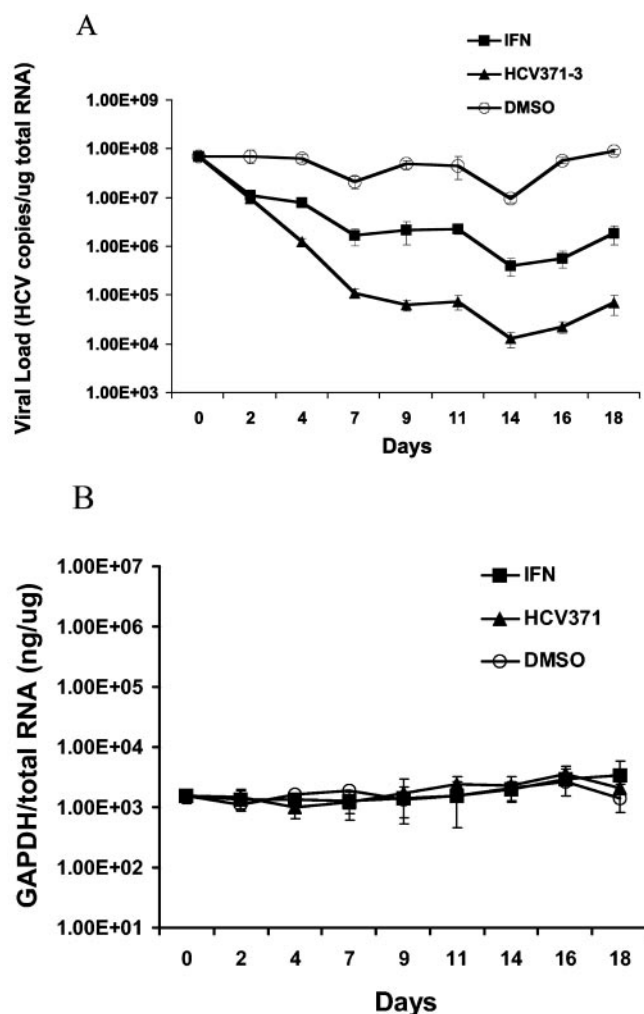 A
IFN
HCV371-3
DMSO
Viral Load (HCV copies/ug total RNA)
1.00E+09
1.00E+08
1.00E+07
1.00E+06
1.00E+05
1.00E+04
1.00E+03
0 2 4 7 9 11 14 16 18
Days
B
IFN
HCV371
DMSO
GAPDH/total RNA (ng/ug)
1.00E+07
1.00E+06
1.00E+05
1.00E+04
1.00E+03
1.00E+02
1.00E+01
0 2 4 7 9 11 14 16 18
Days